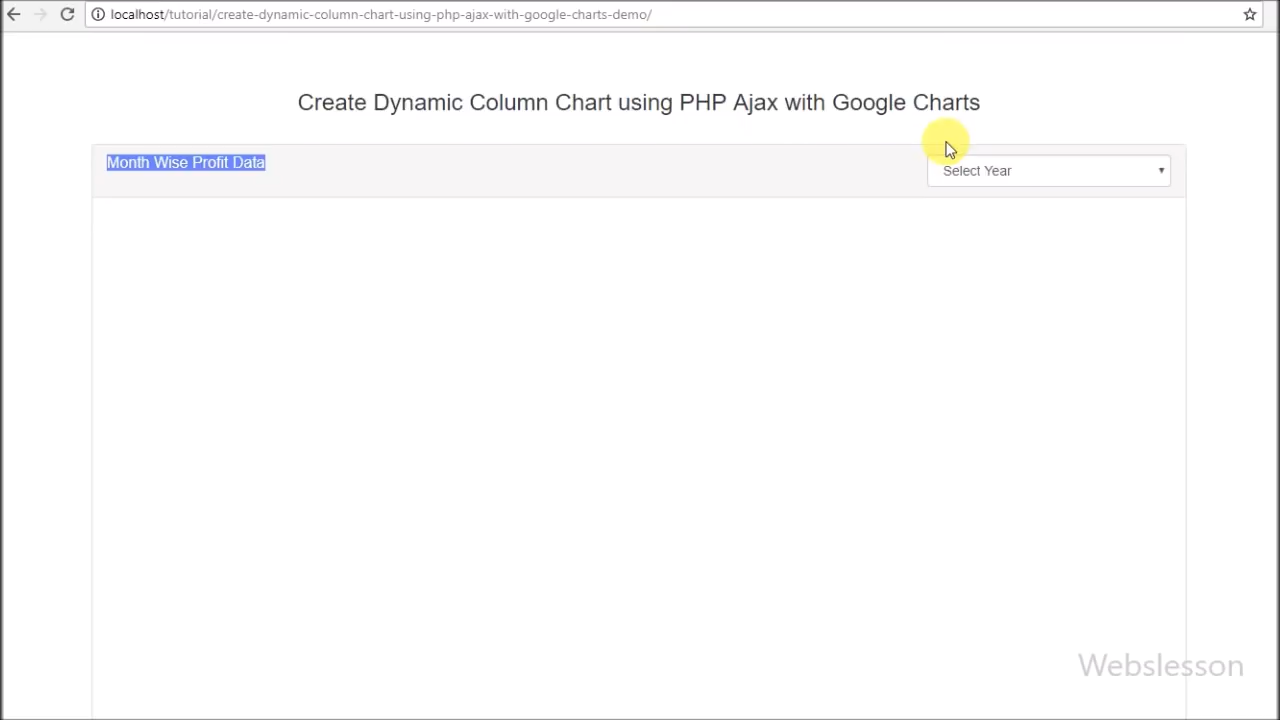 localhost/tutorial/create-dynamic-column-chart-using-php-ajax-with-google-charts-demo/
Create Dynamic Column Chart using PHP Ajax with Google Charts
Month Wise Profit Data
Select Year
Webslesson